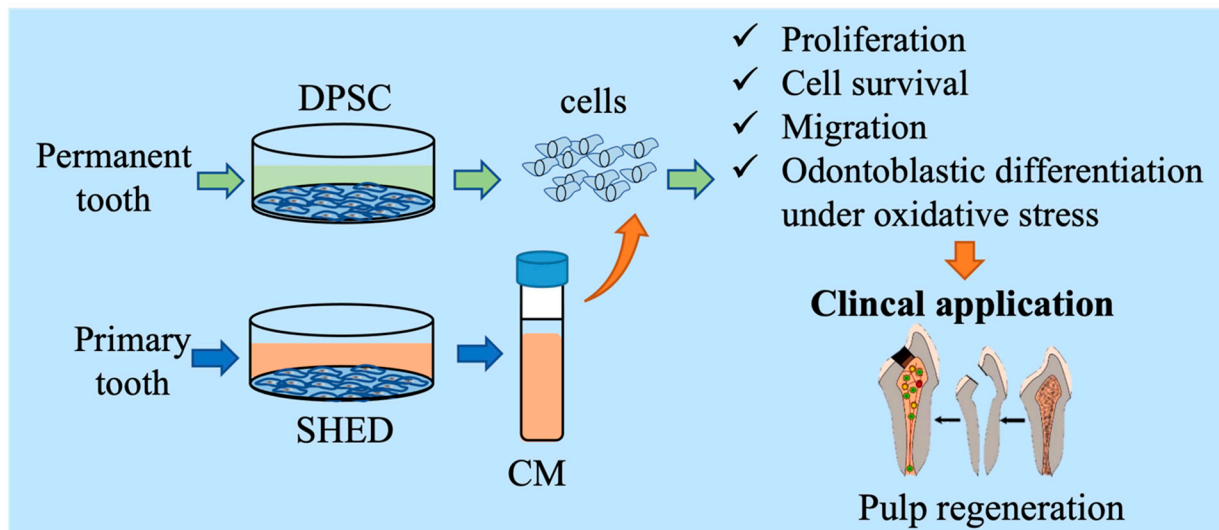 DPSC
Permanent
tooth
cells
✓ Proliferation
✓ Cell survival
✓ Migration
✓ Odontoblastic differentiation
under oxidative stress
Primary
tooth
SHED
CM
Clincal application
Pulp regeneration